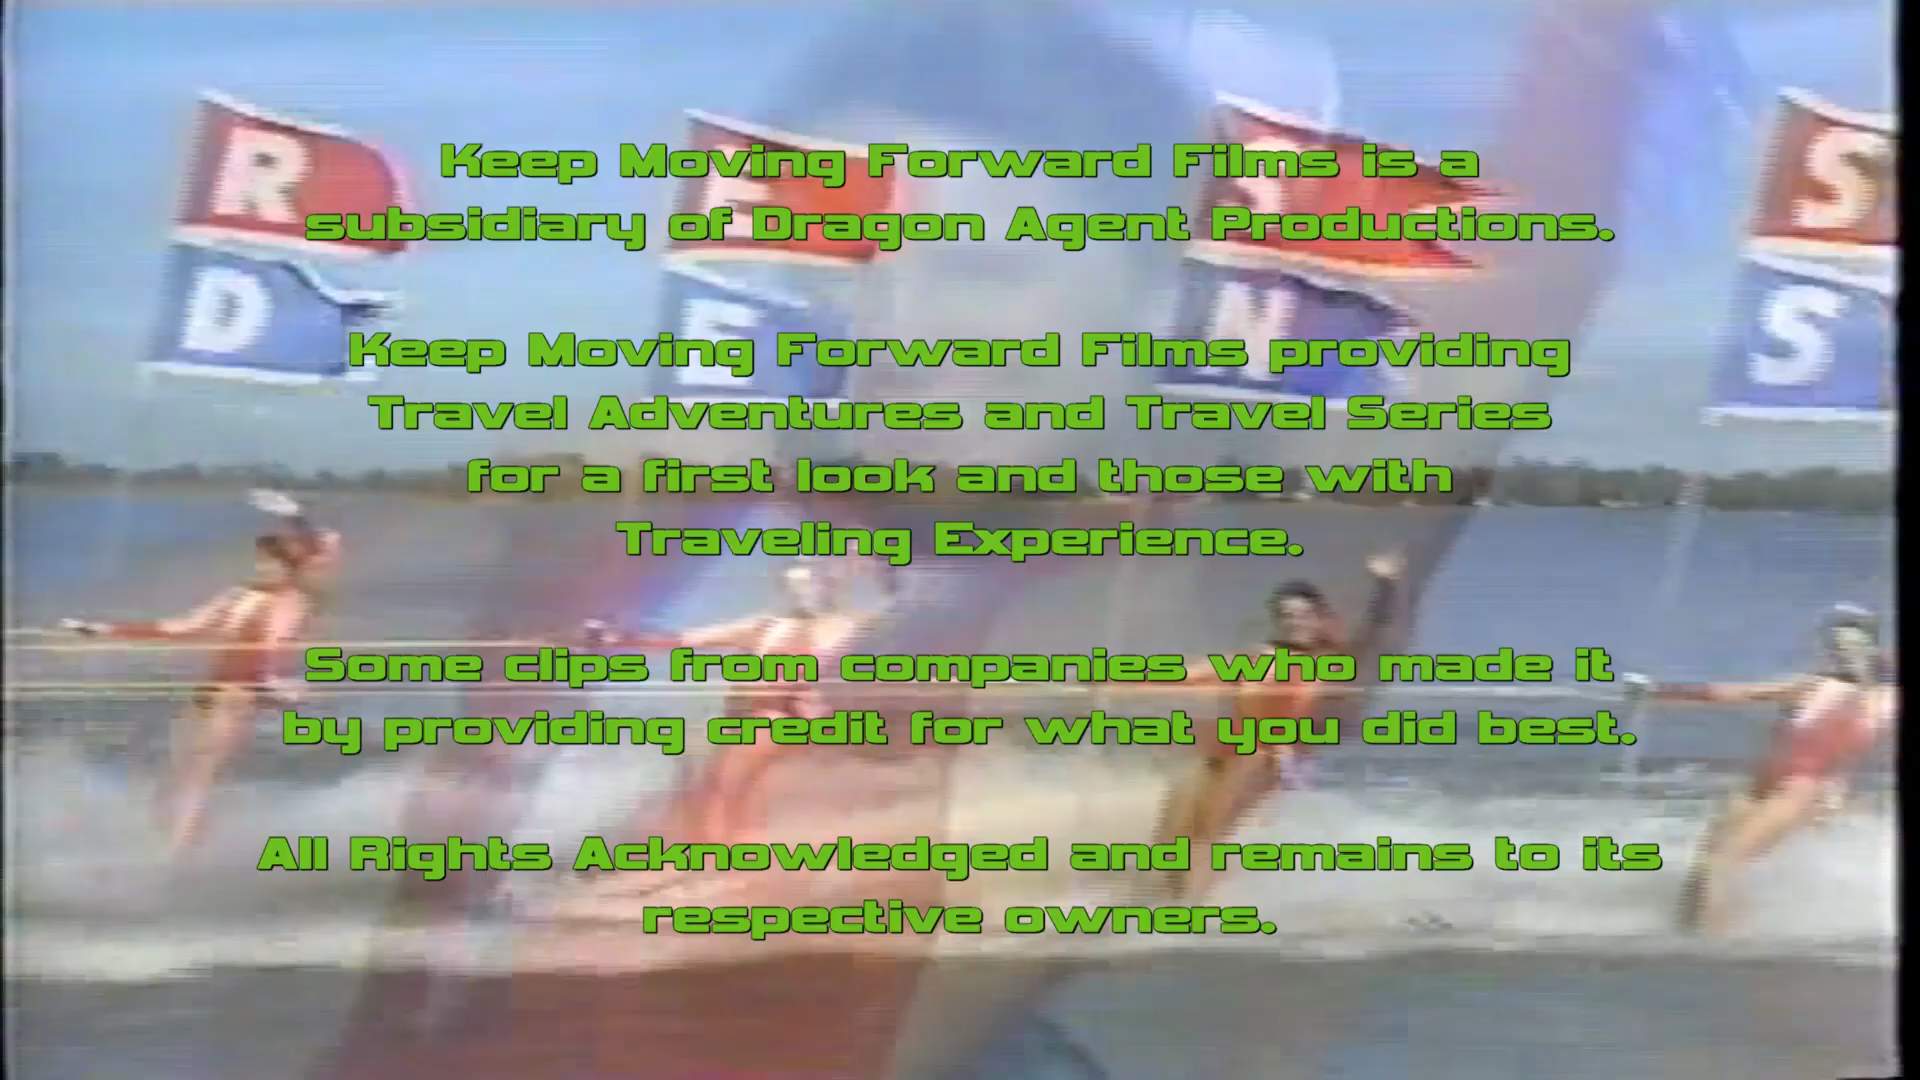 R E S S
D E N S
Keep Moving Forward Films is a
subsidiary of Dragon Agent Productions.
Keep Moving Forward Films providing
Travel Adventures and Travel Series
for a first look and those with
Traveling Experience.
Some clips from companies who made it
by providing credit for what you did best.
All Rights Acknowledged and remains to its
respective owners.